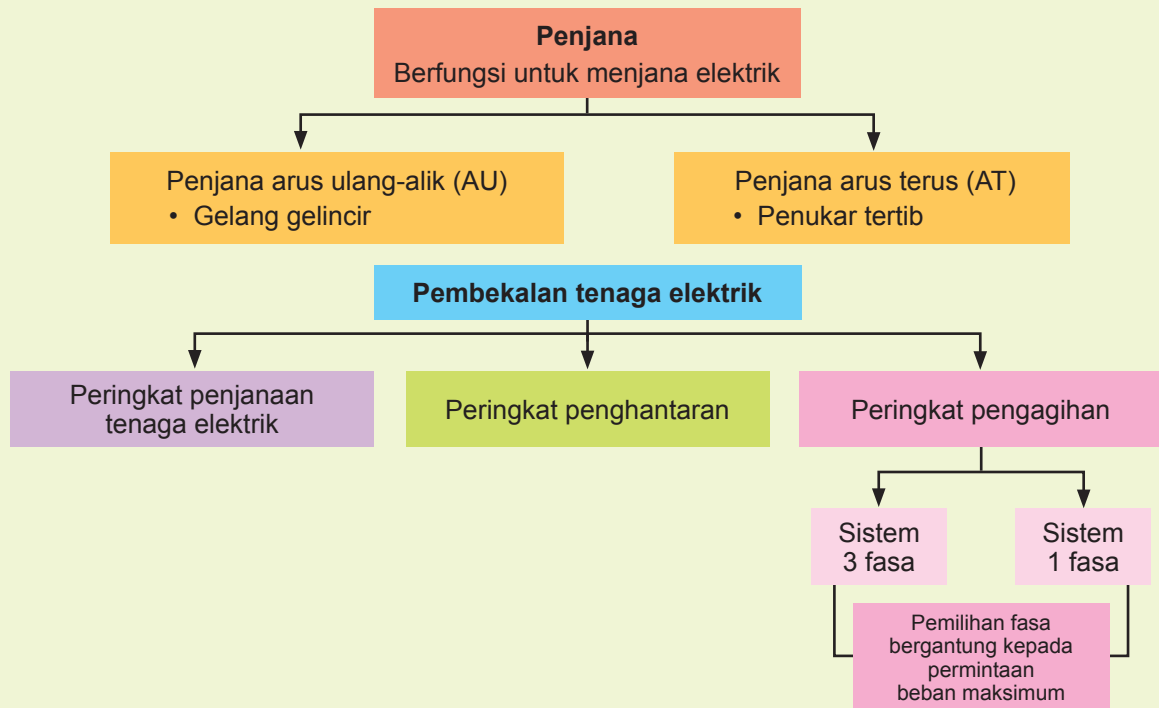 Penjana
Berfungsi untuk menjana elektrik
Penjana arus ulang-alik (AU)
• Gelang gelincir
Penjana arus terus (AT)
• Penukar tertib
Pembekalan tenaga elektrik
Peringkat penjanaan
tenaga elektrik
Peringkat penghantaran
Peringkat pengagihan
Sistem
3 fasa
Sistem
1 fasa
Pemilihan fasa
bergantung kepada
permintaan
beban maksimum